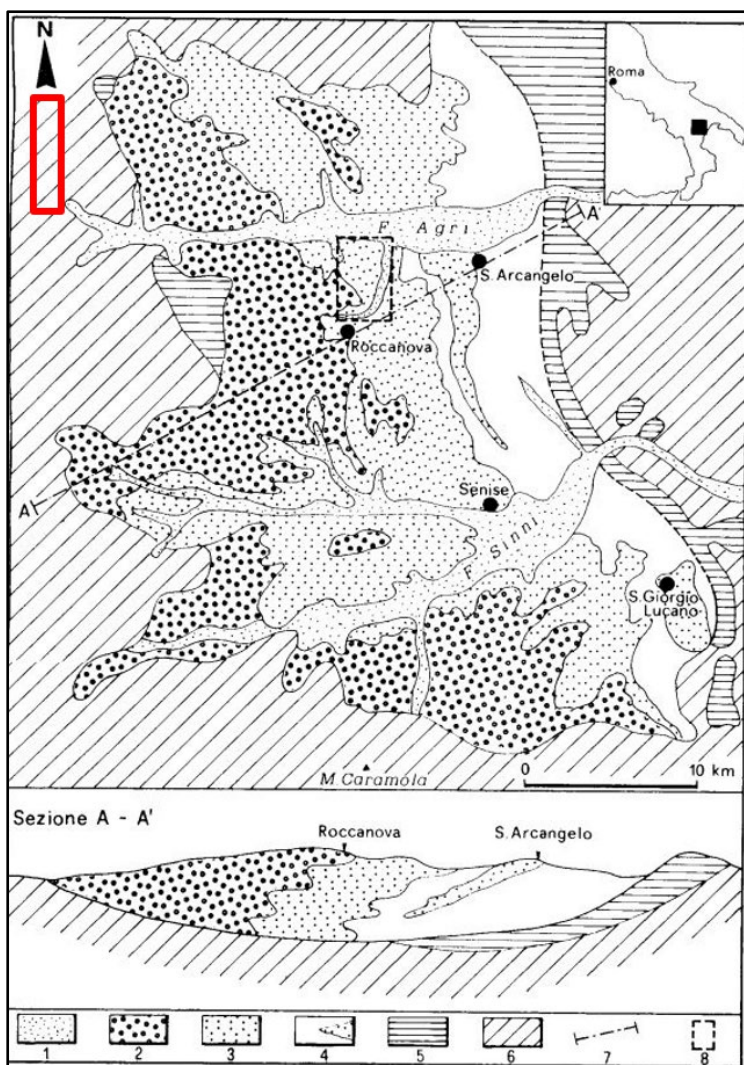 N
Roma
F. Agri
A'
S. Arcangelo
Roccanova
A
Senise
F. Sinni
S. Giorgio
Lucano
M. Caramola
0 10 km
Sezione A - A'
Roccanova S. Arcangelo
1 2 3 4 5 6 7 8